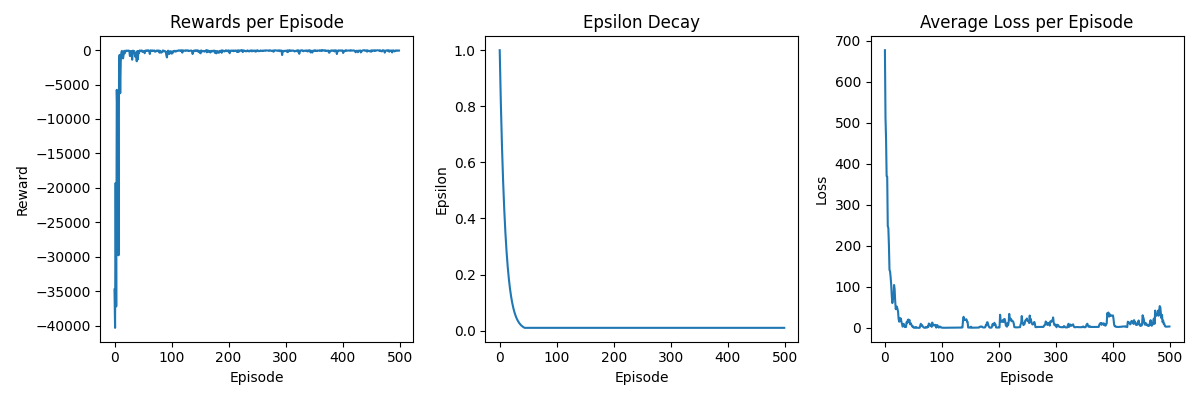 Rewards per Episode
Reward
0
−5000
−10000
−15000
−20000
−25000
−30000
−35000
−40000
0 100 200 300 400 500
Episode
Epsilon Decay
Epsilon
1.0
0.8
0.6
0.4
0.2
0.0
0 100 200 300 400 500
Episode
Average Loss per Episode
Loss
700
600
500
400
300
200
100
0
0 100 200 300 400 500
Episode